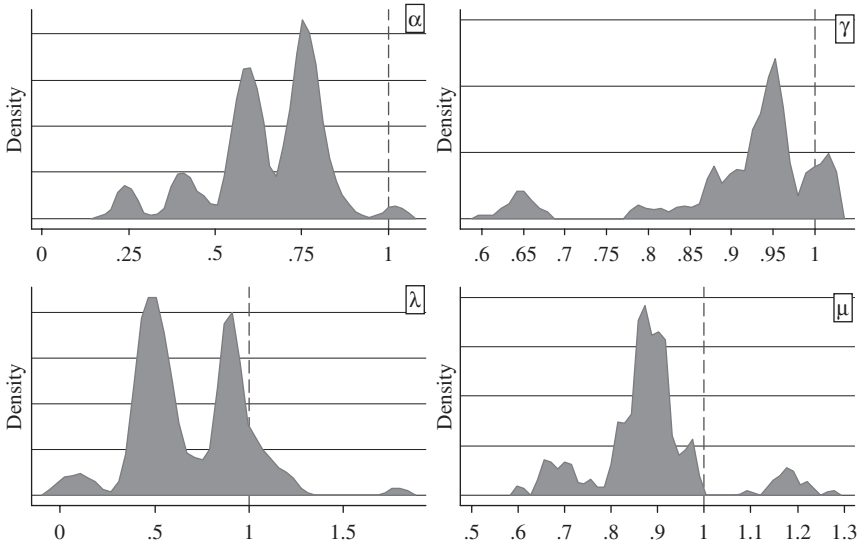 α
γ
Density
Density
0 .25 .5 .75 1
.6 .65 .7 .75 .8 .85 .9 .95 1
λ
μ
Density
Density
0 .5 1 1.5
.5 .6 .7 .8 .9 1 1.1 1.2 1.3